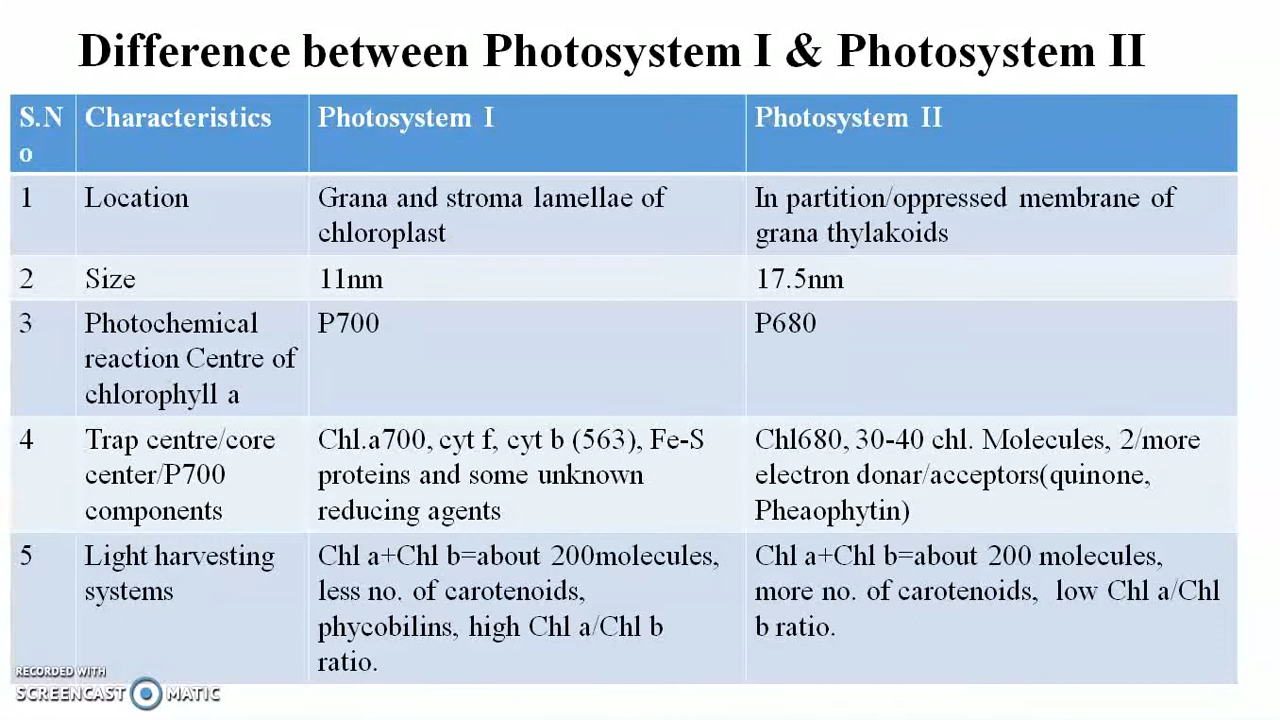 Difference between Photosystem I & Photosystem II
S.N
o
Characteristics
Photosystem I
Photosystem II
1
Location
Grana and stroma lamellae of
chloroplast
In partition/oppressed membrane of
grana thylakoids
2
Size
11nm
17.5nm
3
Photochemical
reaction Centre of
chlorophyll a
P700
P680
4
Trap centre/core
center/P700
components
Chl.a700, cyt f, cyt b (563), Fe-S
proteins and some unknown
reducing agents
Chl680, 30-40 chl. Molecules, 2/more
electron donar/acceptors(quinone,
Pheaophytin)
5
Light harvesting
systems
Chl a+Chl b=about 200molecules,
less no. of carotenoids,
phycobilins, high Chl a/Chl b
ratio.
Chl a+Chl b=about 200 molecules,
more no. of carotenoids, low Chl a/Chl
b ratio.
RECORDED WITH
SCREENCAST MATIC